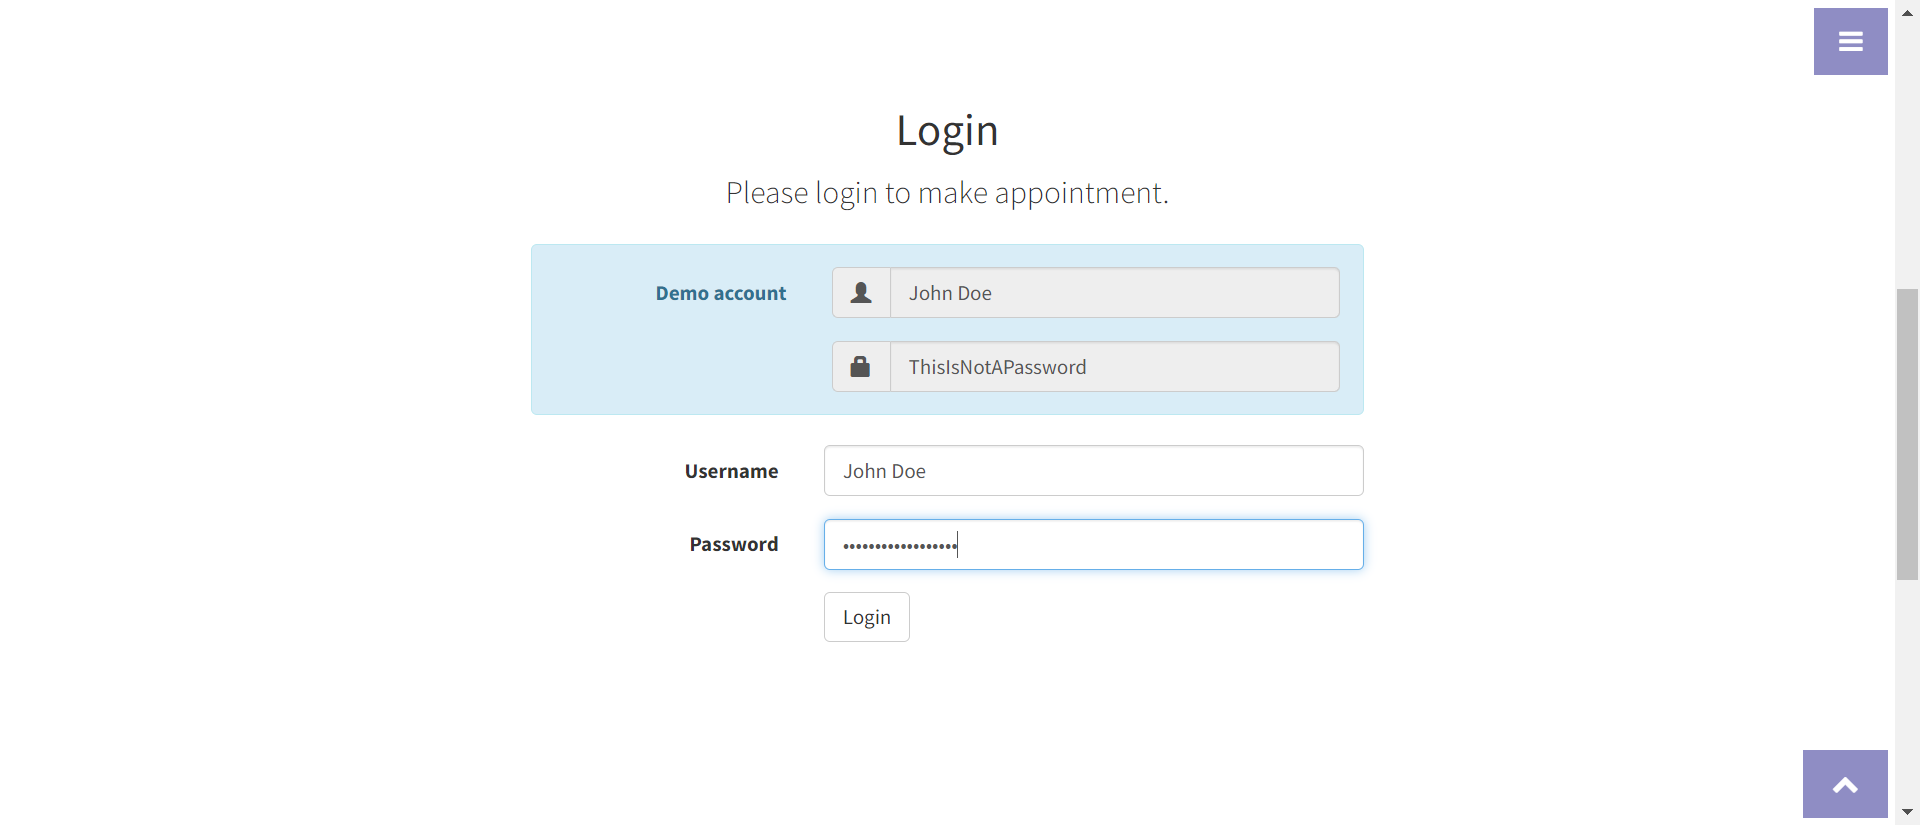 Login
Please login to make appointment.
Demo account
John Doe
ThisIsNotAPassword
Username
John Doe
Password
••••••••••••••••••
Login